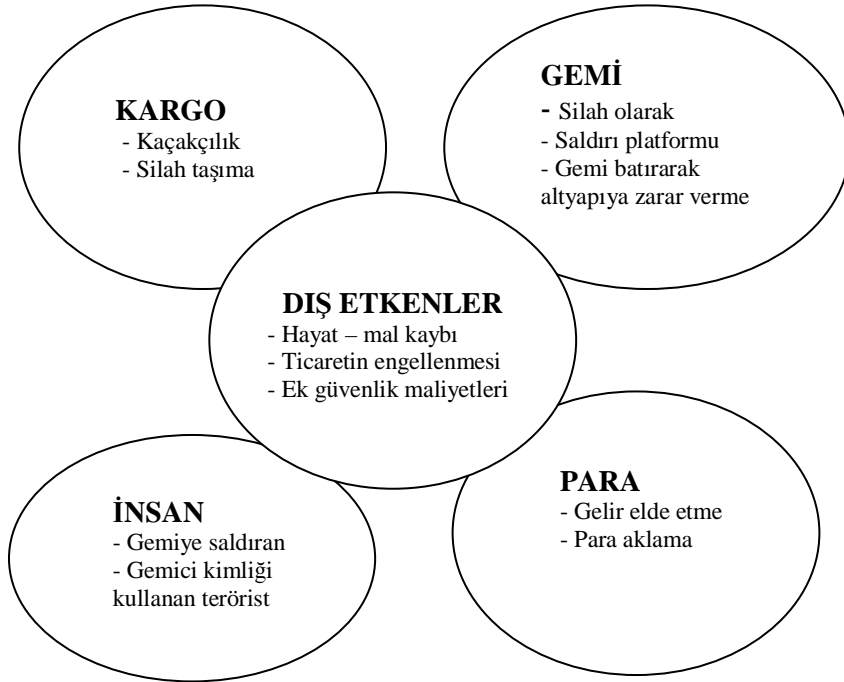 KARGO
- Kaçakçılık
- Silah taşıma
GEMİ
- Silah olarak
- Saldırı platformu
- Gemi batırarak
altyapıya zarar verme
DIŞ ETKENLER
- Hayat – mal kaybı
- Ticaretin engellenmesi
- Ek güvenlik maliyetleri
İNSAN
- Gemiye saldıran
- Gemici kimliği
kullanan terörist
PARA
- Gelir elde etme
- Para aklama